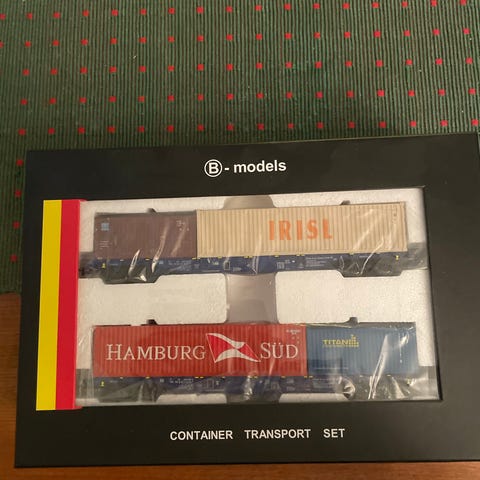 Ⓑ-models
IRISL
HAMBURG SÜD
TITAN
CONTAINER TRANSPORT SET